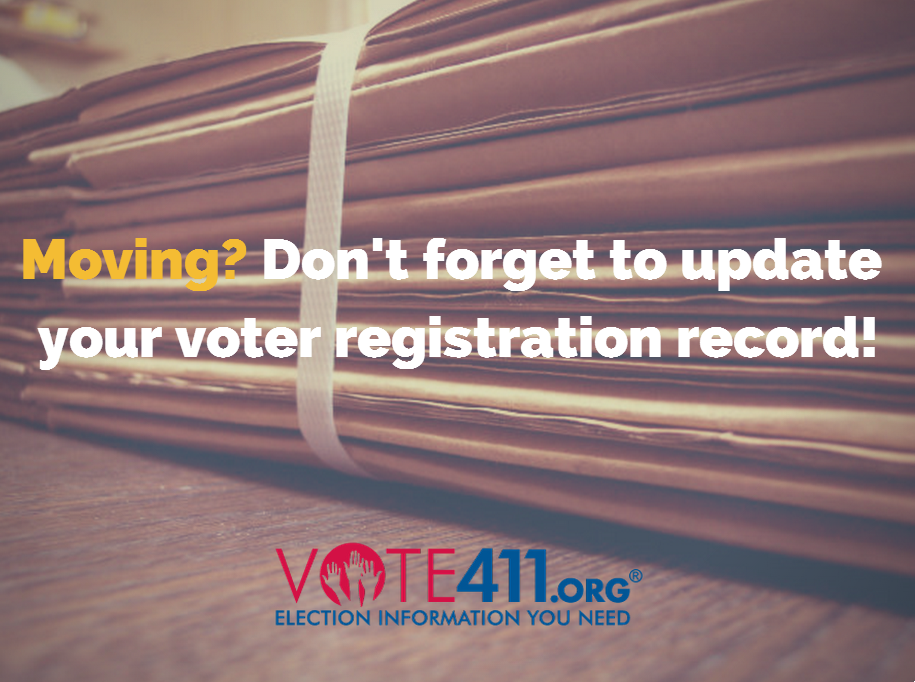 Moving? Don't forget to update
your voter registration record!
VOTE411.ORG®
ELECTION INFORMATION YOU NEED